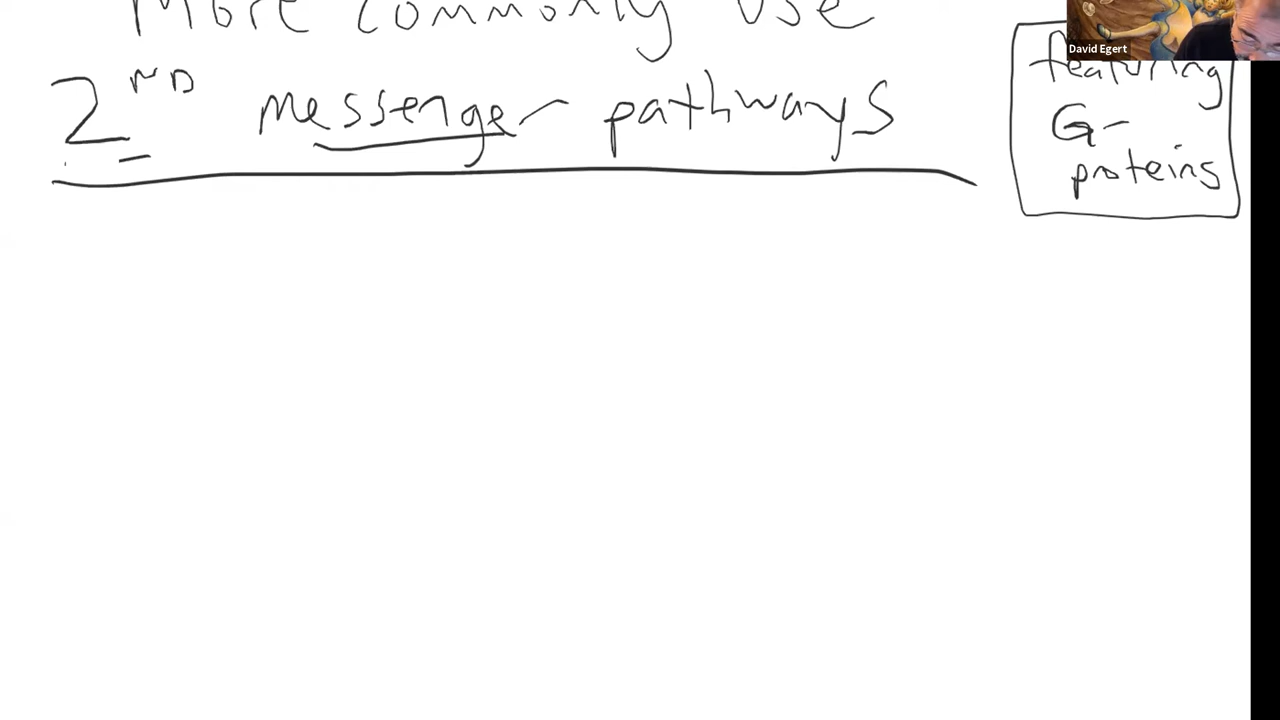 More commonly use
2ND messenger pathways
David Egert
featuring
G-
proteins